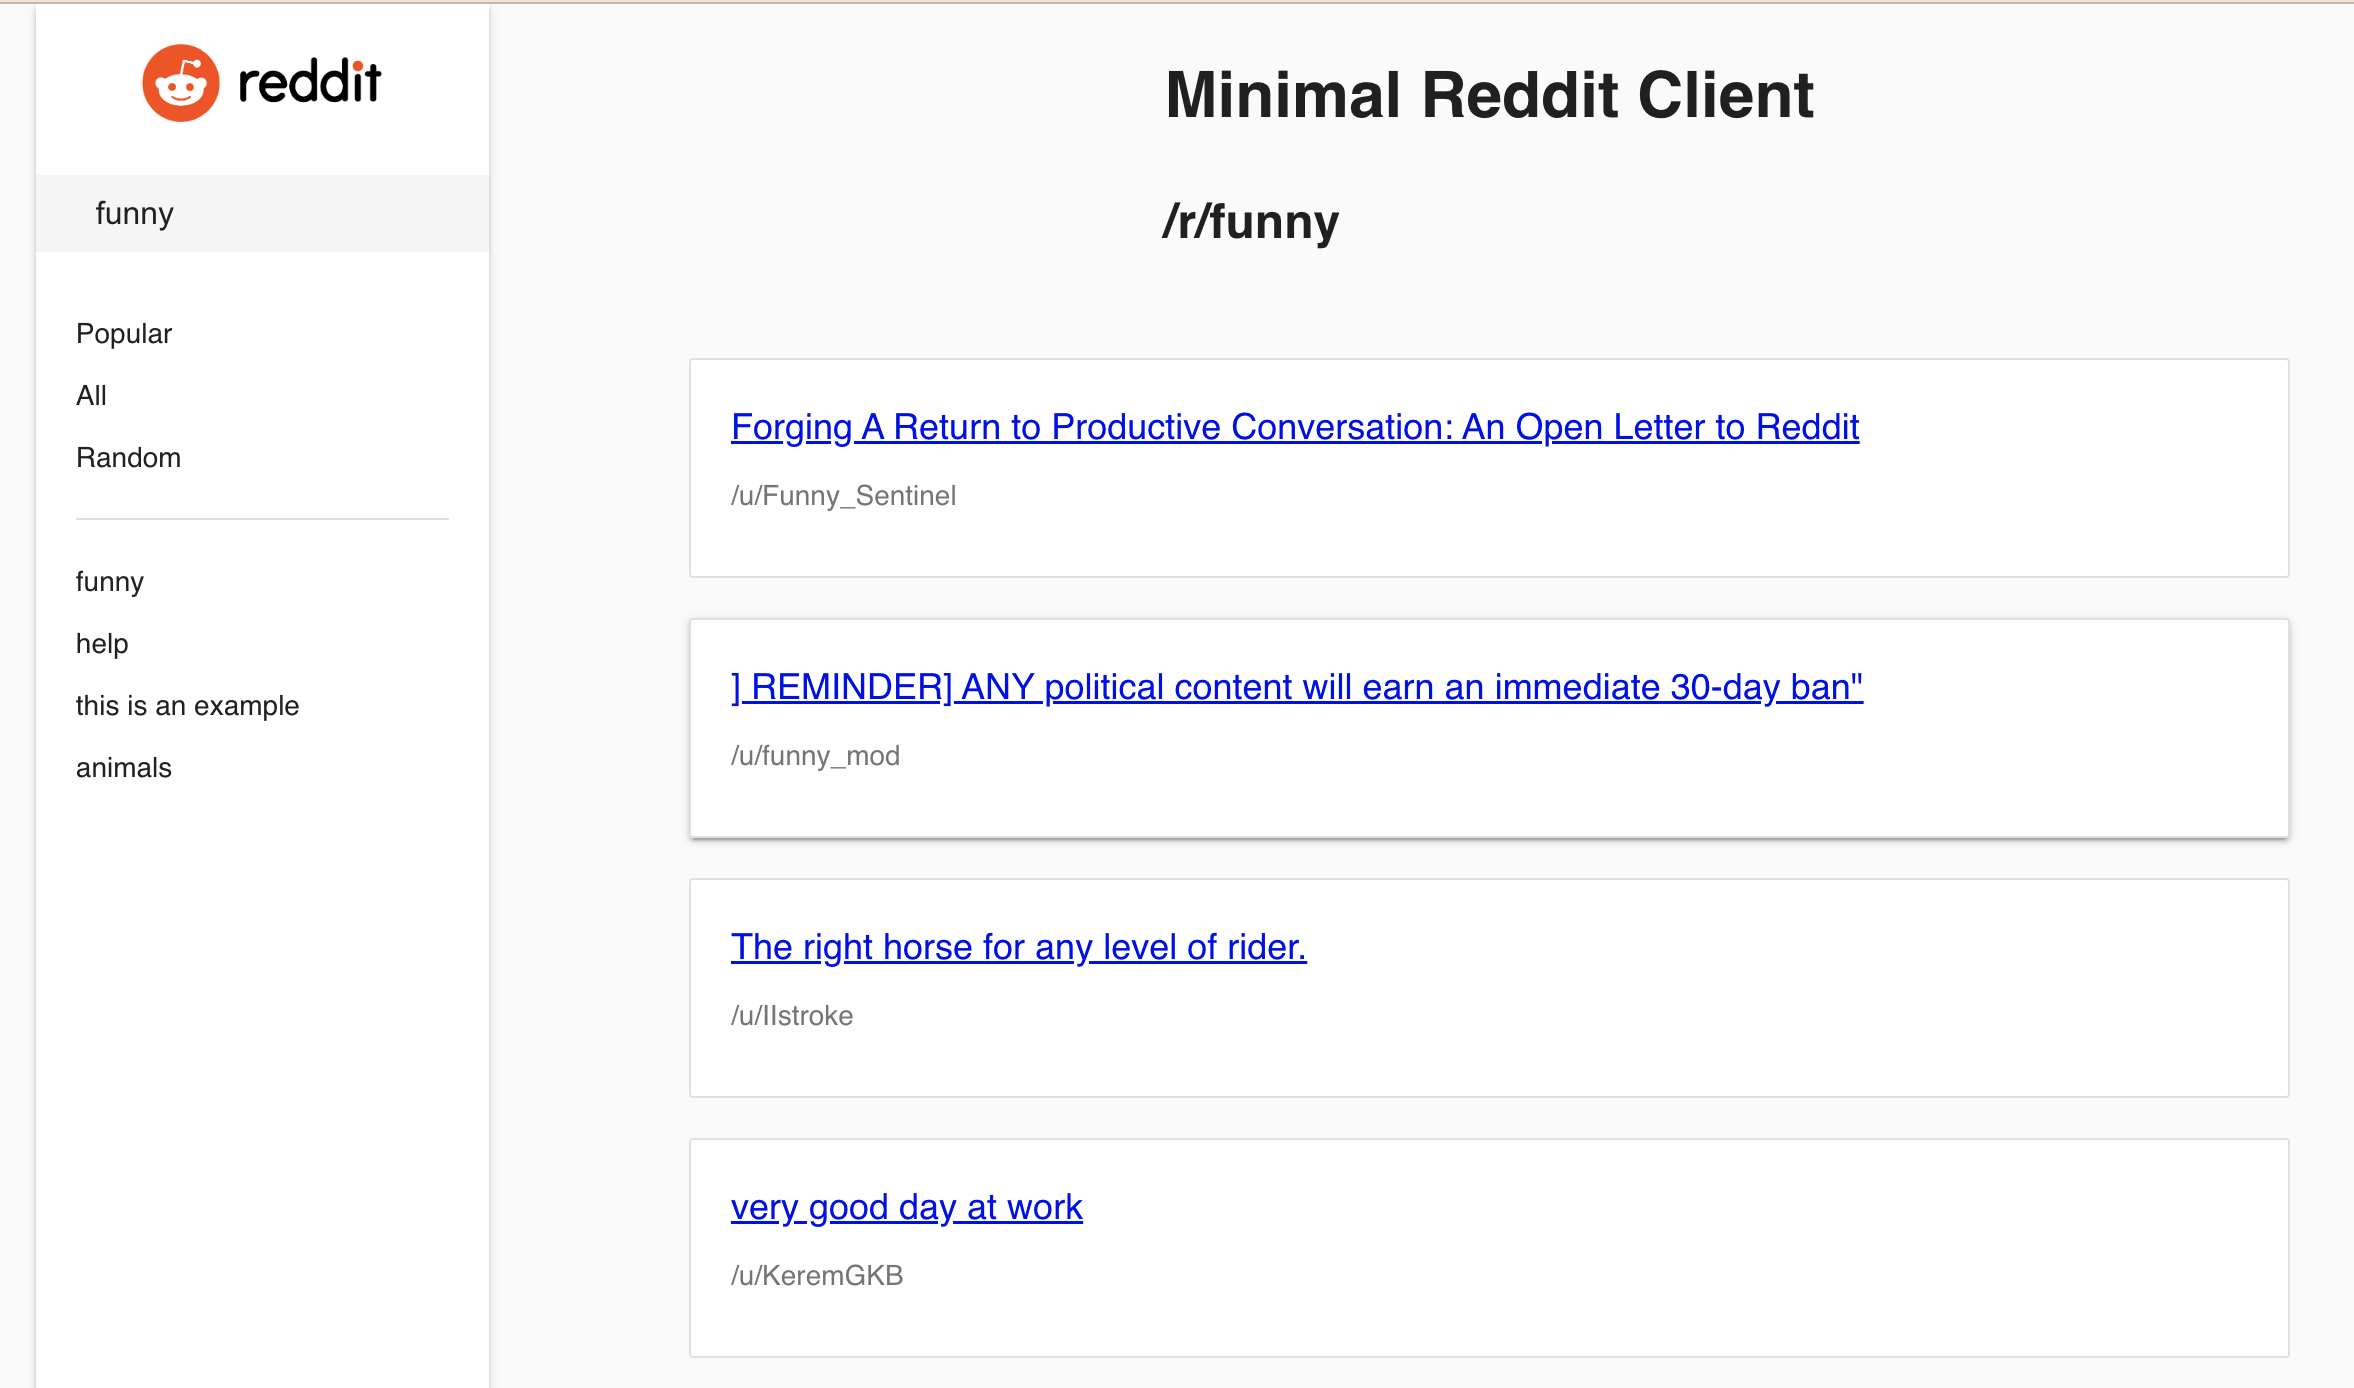 reddit
funny
Popular
All
Random
funny
help
this is an example
animals
Minimal Reddit Client
/r/funny
Forging A Return to Productive Conversation: An Open Letter to Reddit
/u/Funny_Sentinel
] REMINDER] ANY political content will earn an immediate 30-day ban"
/u/funny_mod
The right horse for any level of rider.
/u/IIstroke
very good day at work
/u/KeremGKB